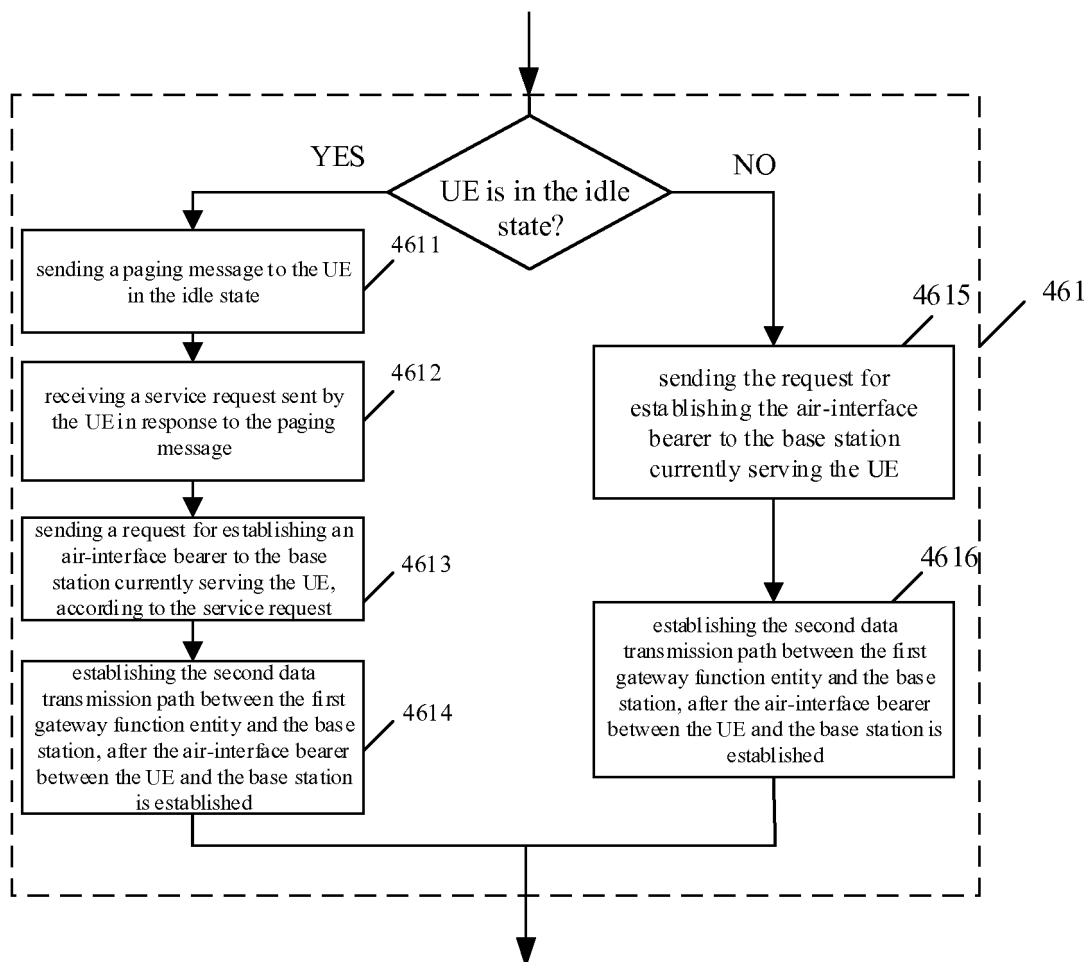 YES
NO
UE is in the idle
state?
sending a paging message to the UE
in the idle state
4611
receiving a service request sent by
the UE in response to the paging
message
4612
sending a request for establishing an
air-interface bearer to the base
station currently serving the UE,
according to the service request
4613
establishing the second data
transmission path between the first
gateway function entity and the base
station, after the air-interface bearer
between the UE and the base station
is established
4614
4615
461
sending the request for
establishing the air-interface
bearer to the base station
currently serving the UE
4616
establishing the second data
transmission path between the first
gateway function entity and the base
station, after the air-interface bearer
between the UE and the base station is
established